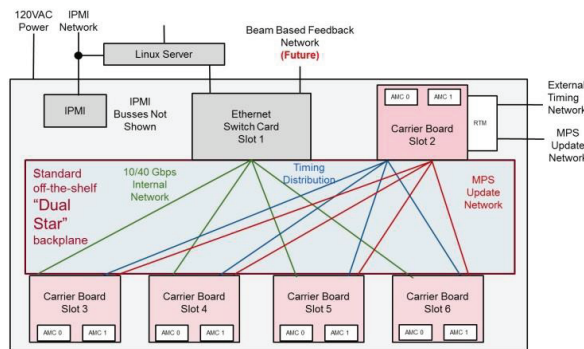 120VAC
Power
IPMI
Network
Linux Server
Beam Based Feedback
Network
(Future)
IPMI
IPMI
Busses Not
Shown
Ethernet
Switch Card
Slot 1
AMC 0
AMC 1
Carrier Board
Slot 2
RTM
External
Timing
Network
MPS
Update
Network
Standard
off-the-shelf
“Dual
Star”
backplane
10/40 Gbps
Internal
Network
Timing
Distribution
MPS
Update
Network
Carrier Board
Slot 3
AMC 0
AMC 1
Carrier Board
Slot 4
AMC 0
AMC 1
Carrier Board
Slot 5
AMC 0
AMC 1
Carrier Board
Slot 6
AMC 0
AMC 1